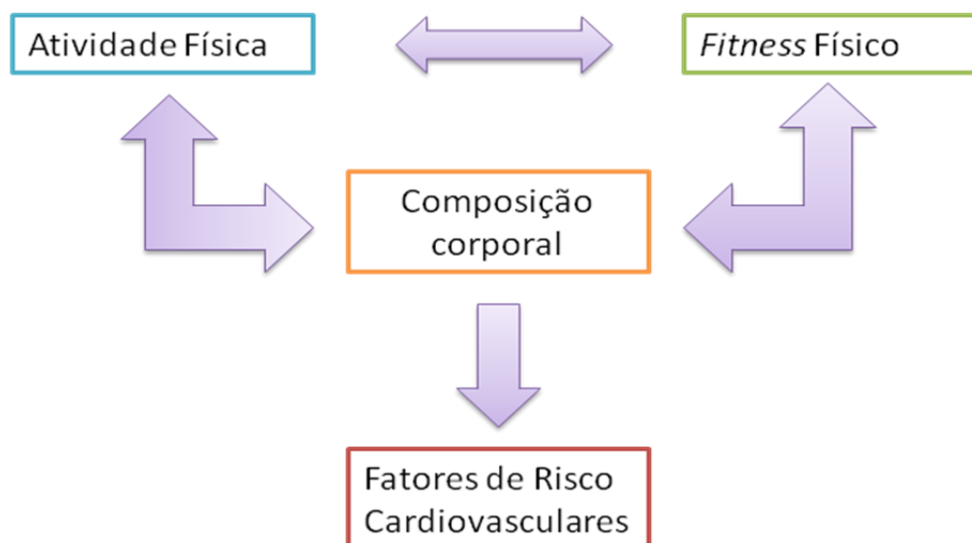 Atividade Física
Fitness Físico
Composição
corporal
Fatores de Risco
Cardiovasculares